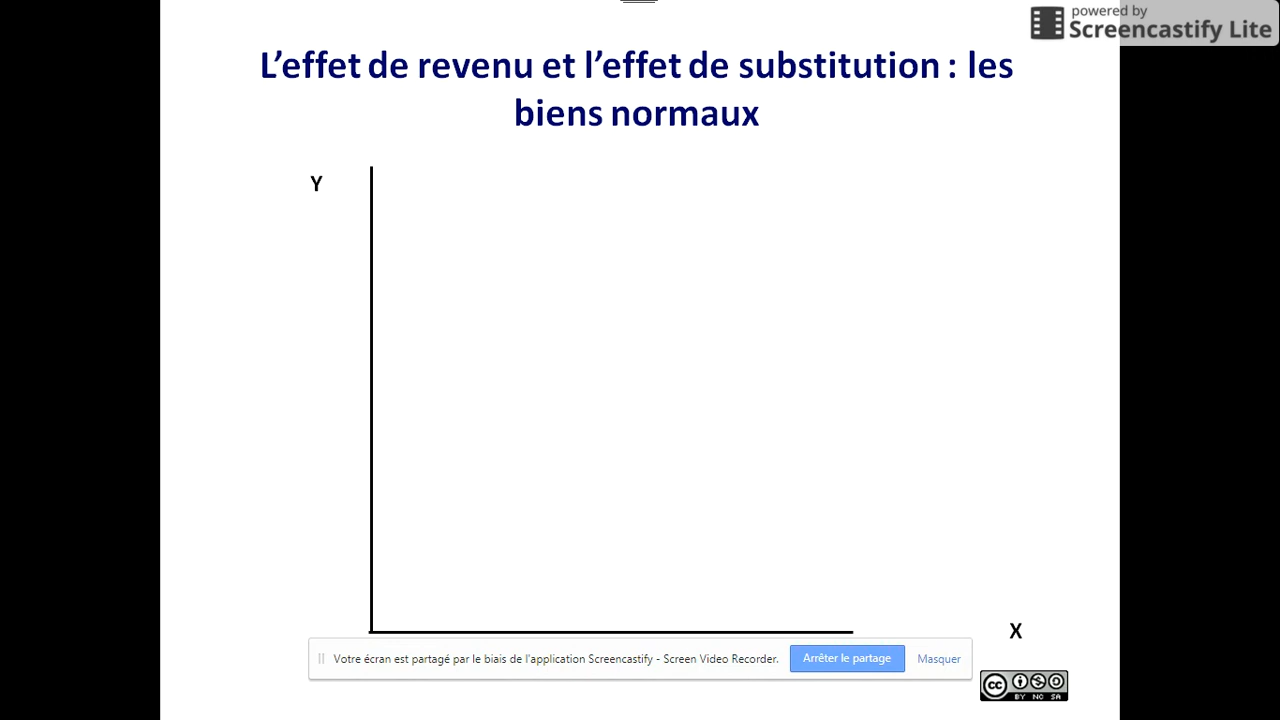 powered by
Screencastify Lite
L'effet de revenu et l'effet de substitution : les
biens normaux
Y
X
Votre écran est partagé par le biais de l'application Screencastify - Screen Video Recorder.
Arrêter le partage
Masquer
cc
BY NC SA